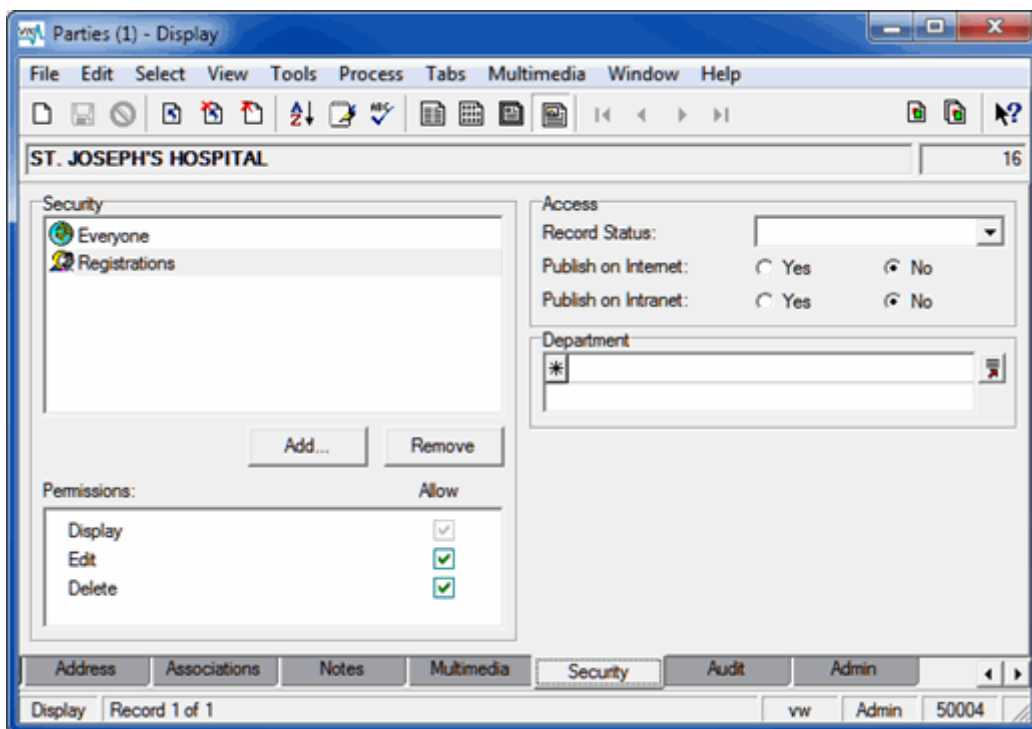 Parties (1) - Display
File Edit Select View Tools Process Tabs Multimedia Window Help
ST. JOSEPH'S HOSPITAL 16
Security
Everyone
Registrations
Add... Remove
Permissions: Allow
Display
Edit
Delete
Access
Record Status:
Publish on Internet: Yes No
Publish on Intranet: Yes No
Department
Address Associations Notes Multimedia Security Audit Admin
Display Record 1 of 1 vw Admin 50004